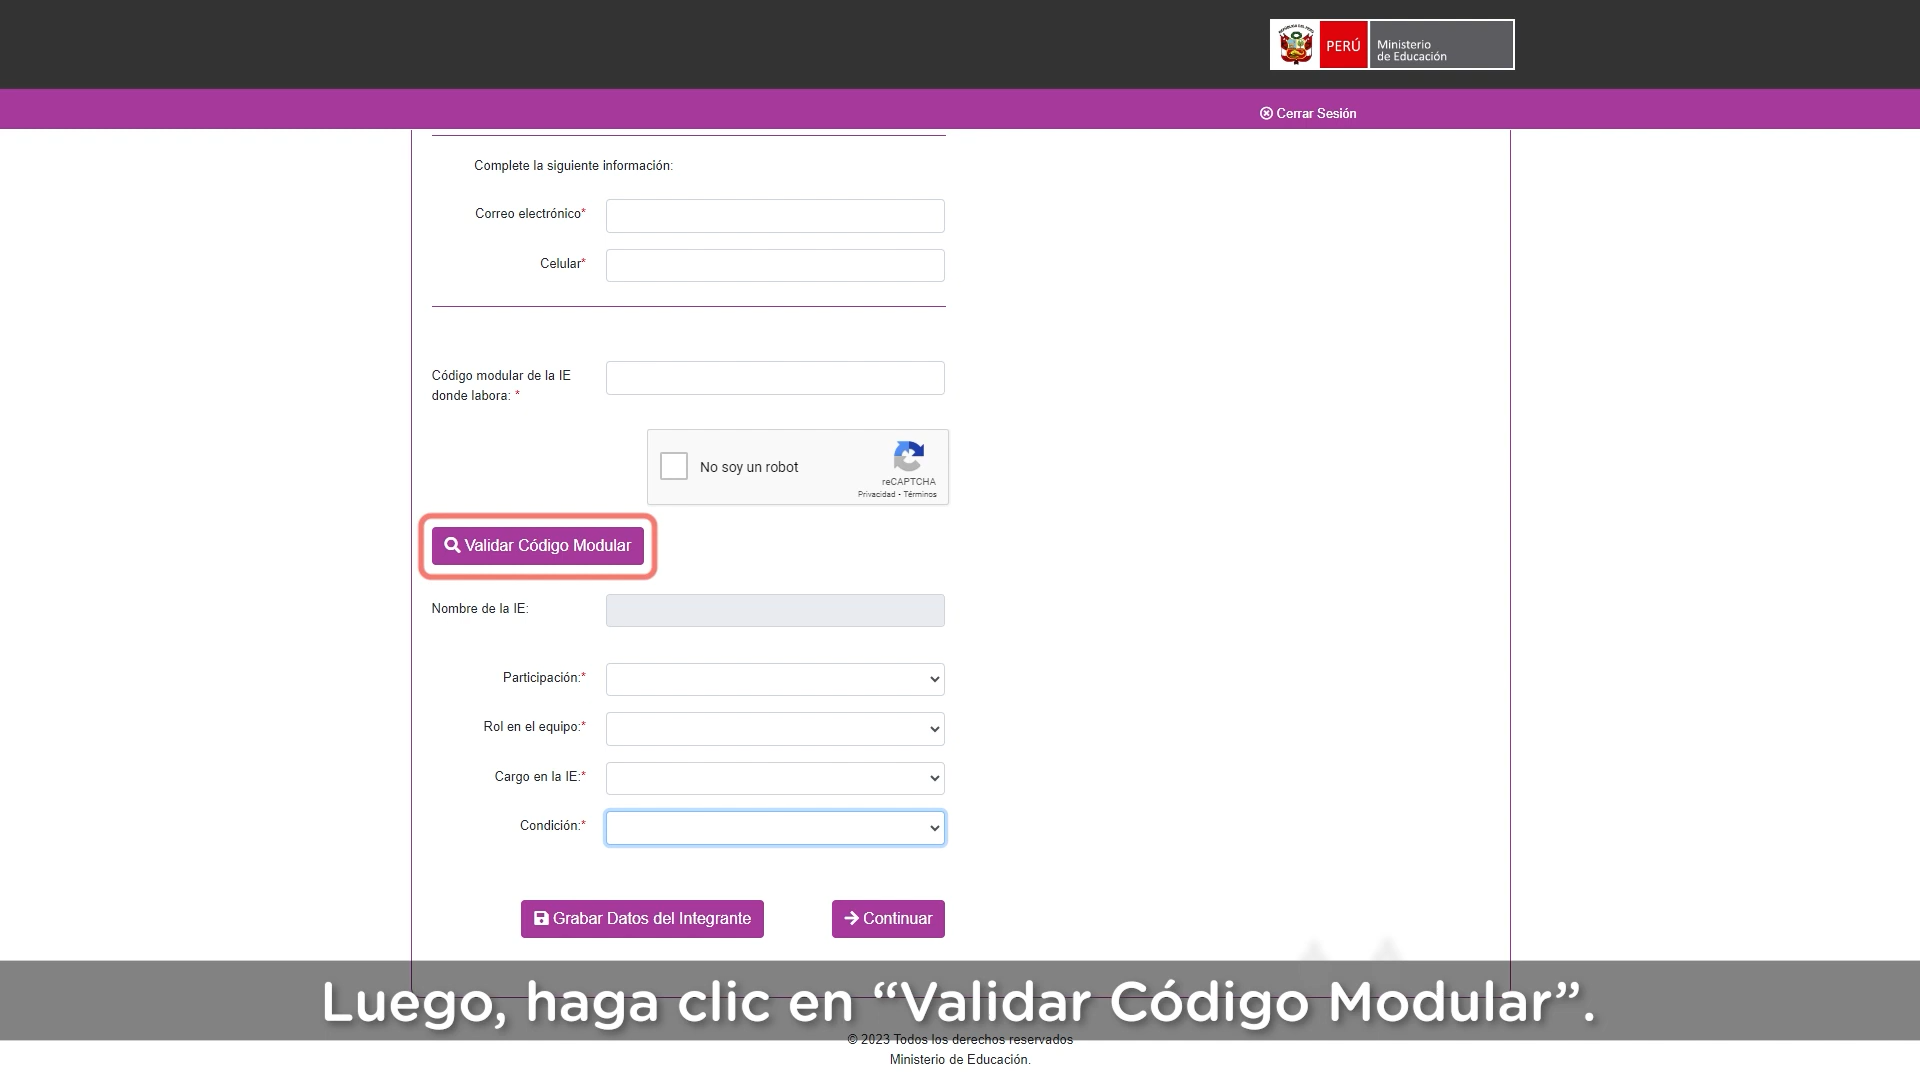 PERÚ
Ministerio
de Educación
Cerrar Sesión
Complete la siguiente información:
Correo electrónico*
Celular*
Código modular de la IE
donde labora: *
No soy un robot
reCAPTCHA
Privacidad - Términos
Validar Código Modular
Nombre de la IE:
Participación:*
Rol en el equipo:*
Cargo en la IE:*
Condición:*
Grabar Datos del Integrante
Continuar
Luego, haga clic en “Validar Código Modular”.
© 2023 Todos los derechos reservados
Ministerio de Educación.